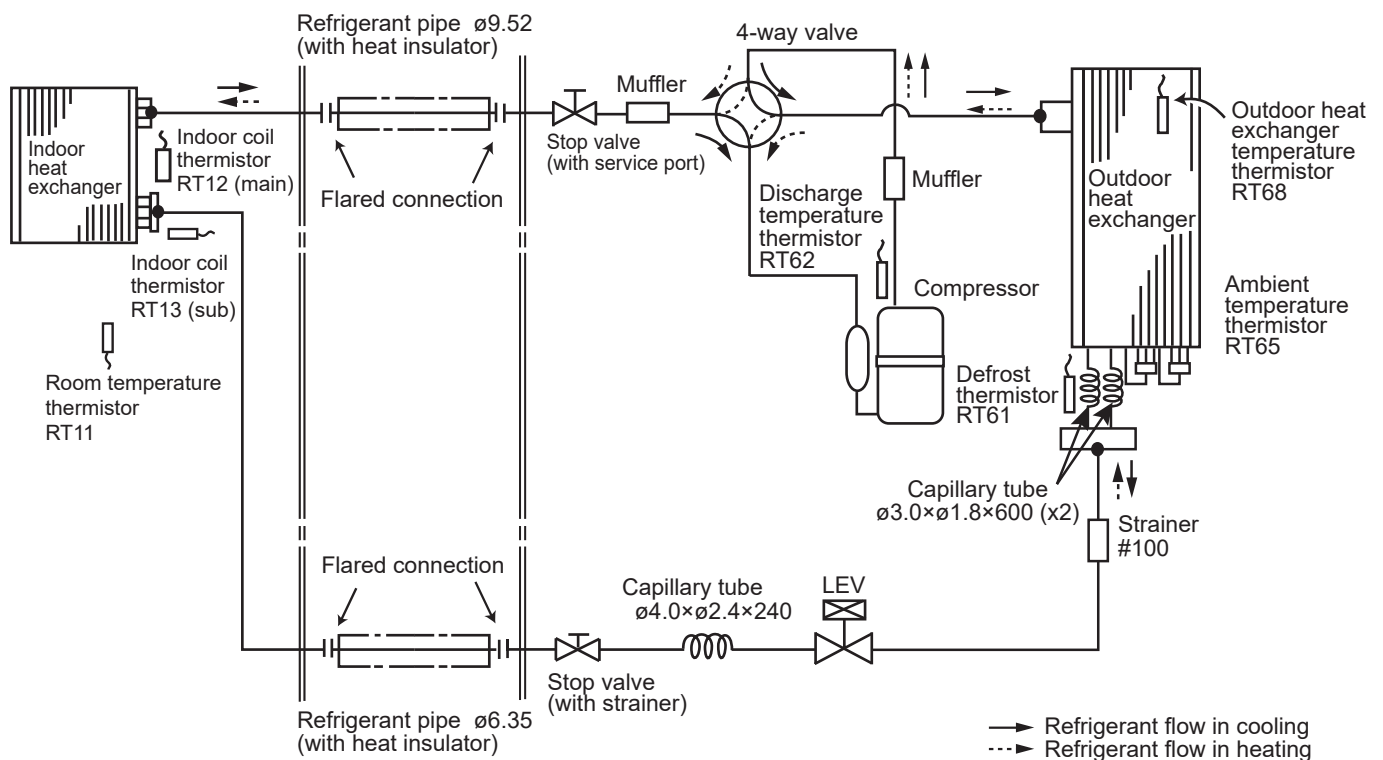 Refrigerant pipe ø9.52
(with heat insulator)
4-way valve
Muffler
Stop valve
(with service port)
Indoor
heat
exchanger
Indoor coil
thermistor
RT12 (main)
Flared connection
Indoor coil
thermistor
RT13 (sub)
Room temperature
thermistor
RT11
Discharge
temperature
thermistor
RT62
Muffler
Compressor
Outdoor
heat
exchanger
Outdoor heat
exchanger
temperature
thermistor
RT68
Ambient
temperature
thermistor
RT65
Defrost
thermistor
RT61
Capillary tube
ø3.0×ø1.8×600 (x2)
Strainer
#100
Flared connection
Capillary tube
ø4.0×ø2.4×240
LEV
Stop valve
(with strainer)
Refrigerant pipe ø6.35
(with heat insulator)
Refrigerant flow in cooling
Refrigerant flow in heating